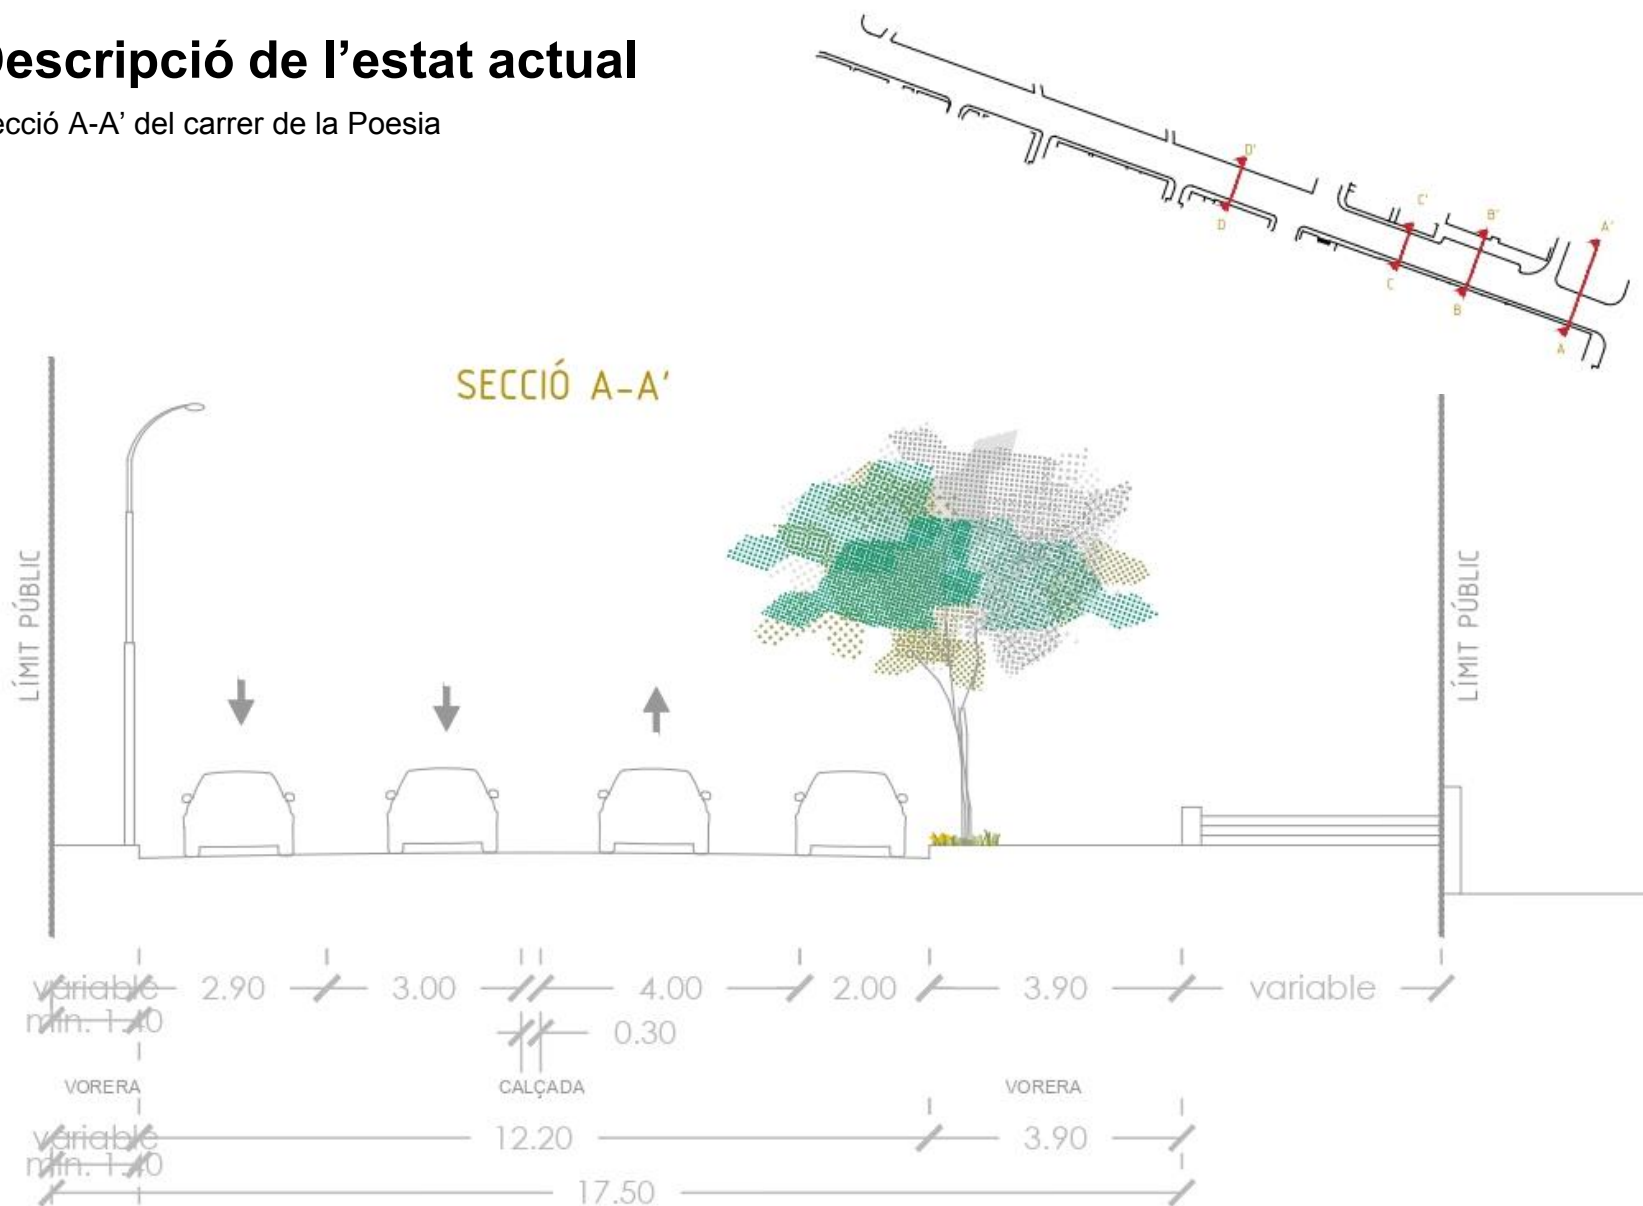 Descripció de l'estat actual
ecció A-A' del carrer de la Poesia
D'
D
C'
C
B'
B
A'
A
SECCIÓ A-A'
LÍMIT PÚBLIC
LÍMIT PÚBLIC
variable 2.90 3.00 4.00 2.00 3.90 variable
min. 1.40 0.30
VORERA CALÇADA VORERA
variable 12.20 3.90
min. 1.40
17.50